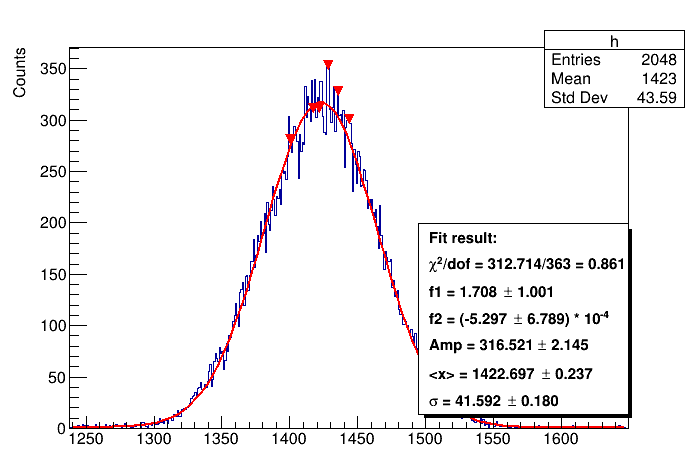 h
Entries 2048
Mean 1423
Std Dev 43.59
Counts
350
300
250
200
150
100
50
0
Fit result:
χ²/dof = 312.714/363 = 0.861
f1 = 1.708 ± 1.001
f2 = (-5.297 ± 6.789) * 10⁻⁴
Amp = 316.521 ± 2.145
<x> = 1422.697 ± 0.237
σ = 41.592 ± 0.180
1250 1300 1350 1400 1450 1500 1550 1600